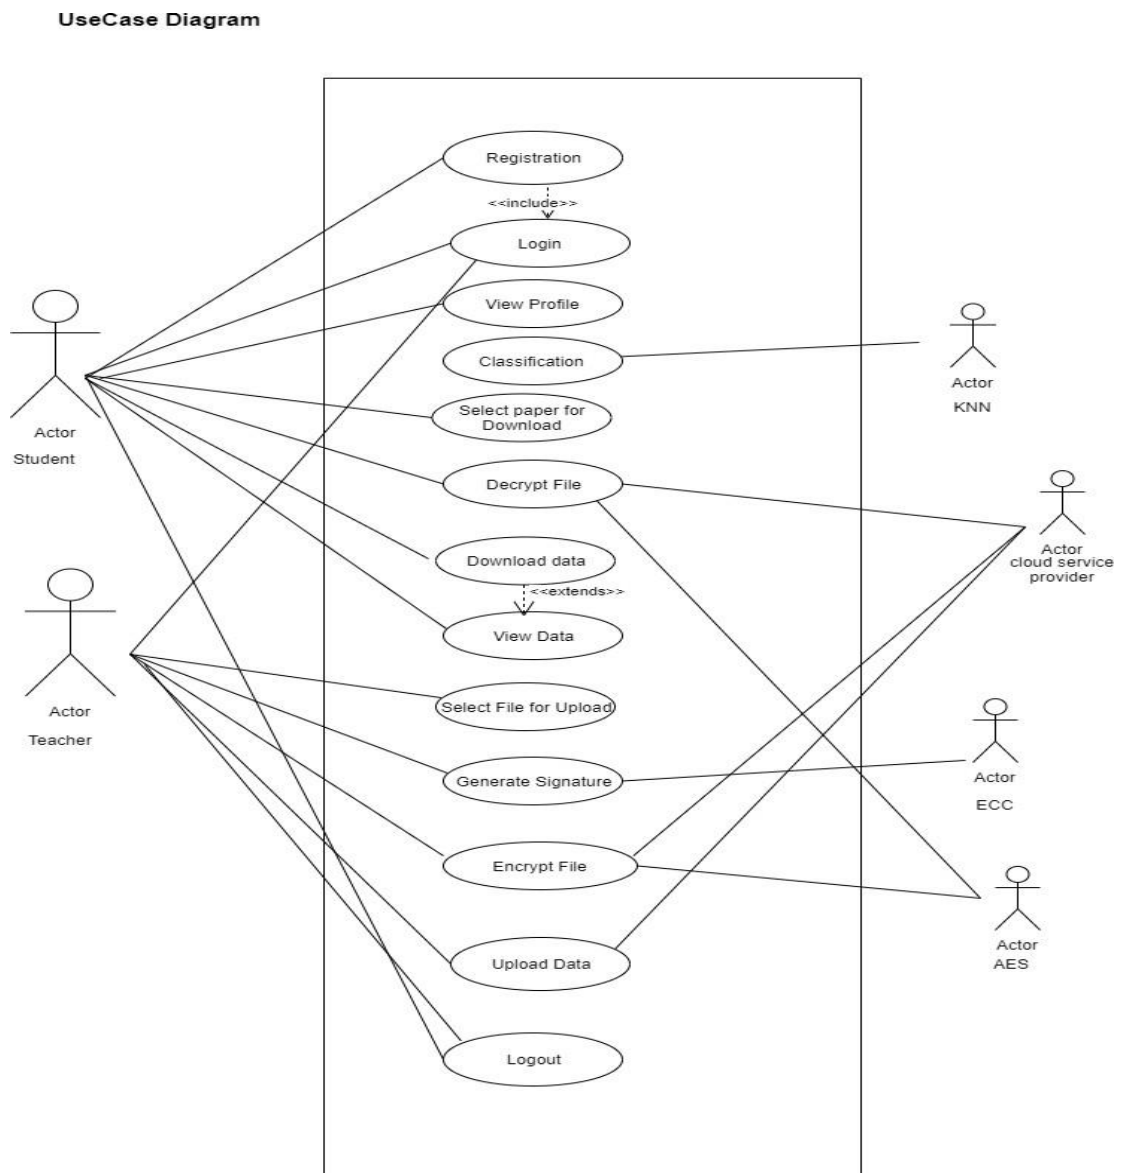 UseCase Diagram
Registration
<<include>>
Login
View Profile
Classification
Actor
KNN
Select paper for
Download
Actor
Student
Decrypt File
Actor
cloud service
provider
Download data
<<extends>>
View Data
Actor
Teacher
Select File for Upload
Generate Signature
Actor
ECC
Encrypt File
Actor
AES
Upload Data
Logout